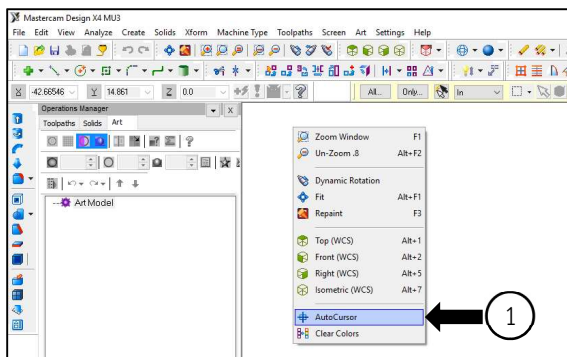 Mastercam Design X4 MU3
File Edit View Analyze Create Solids Xform Machine Type Toolpaths Screen Art Settings Help
X -42.66546 Y 14.861 Z 0.0 All... Only... In
Operations Manager
Toolpaths Solids Art
Art Model
Zoom Window F1
Un-Zoom .8 Alt+F2
Dynamic Rotation
Fit Alt+F1
Repaint F3
Top (WCS) Alt+1
Front (WCS) Alt+2
Right (WCS) Alt+5
Isometric (WCS) Alt+7
AutoCursor 1
Clear Colors